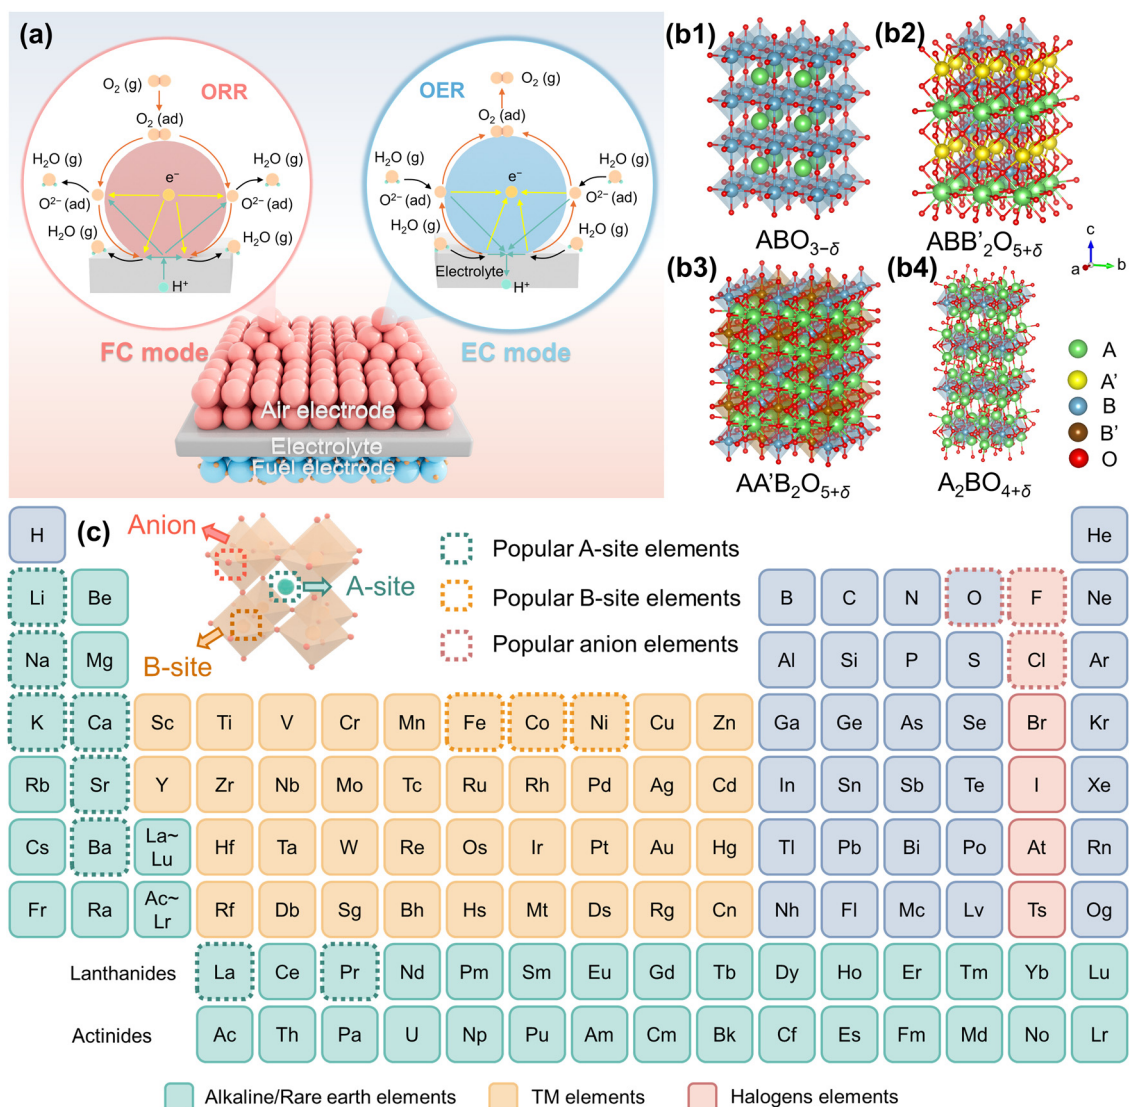 (a)
ORR
O₂ (g)
O₂ (ad)
H₂O (g)
H₂O (g)
e⁻
O²⁻ (ad)
O²⁻ (ad)
H₂O (g)
H₂O (g)
H⁺
OER
O₂ (g)
O₂ (ad)
H₂O (g)
H₂O (g)
e⁻
O²⁻ (ad)
O²⁻ (ad)
H₂O (g)
H₂O (g)
Electrolyte
H⁺
FC mode
EC mode
Air electrode
Electrolyte
Fuel electrode
(b1)
ABO₃₋δ
(b2)
ABB'₂O₅₊δ
(b3)
AA'B₂O₅₊δ
(b4)
A₂BO₄₊δ
c
a
b
A
A'
B
B'
O
(c)
Anion
A-site
B-site
Popular A-site elements
Popular B-site elements
Popular anion elements
H He
Li Be B C N O F Ne
Na Mg Al Si P S Cl Ar
K Ca Sc Ti V Cr Mn Fe Co Ni Cu Zn Ga Ge As Se Br Kr
Rb Sr Y Zr Nb Mo Tc Ru Rh Pd Ag Cd In Sn Sb Te I Xe
Cs Ba La~Lu Hf Ta W Re Os Ir Pt Au Hg Tl Pb Bi Po At Rn
Fr Ra Ac~Lr Rf Db Sg Bh Hs Mt Ds Rg Cn Nh Fl Mc Lv Ts Og
Lanthanides La Ce Pr Nd Pm Sm Eu Gd Tb Dy Ho Er Tm Yb Lu
Actinides Ac Th Pa U Np Pu Am Cm Bk Cf Es Fm Md No Lr
Alkaline/Rare earth elements
TM elements
Halogens elements